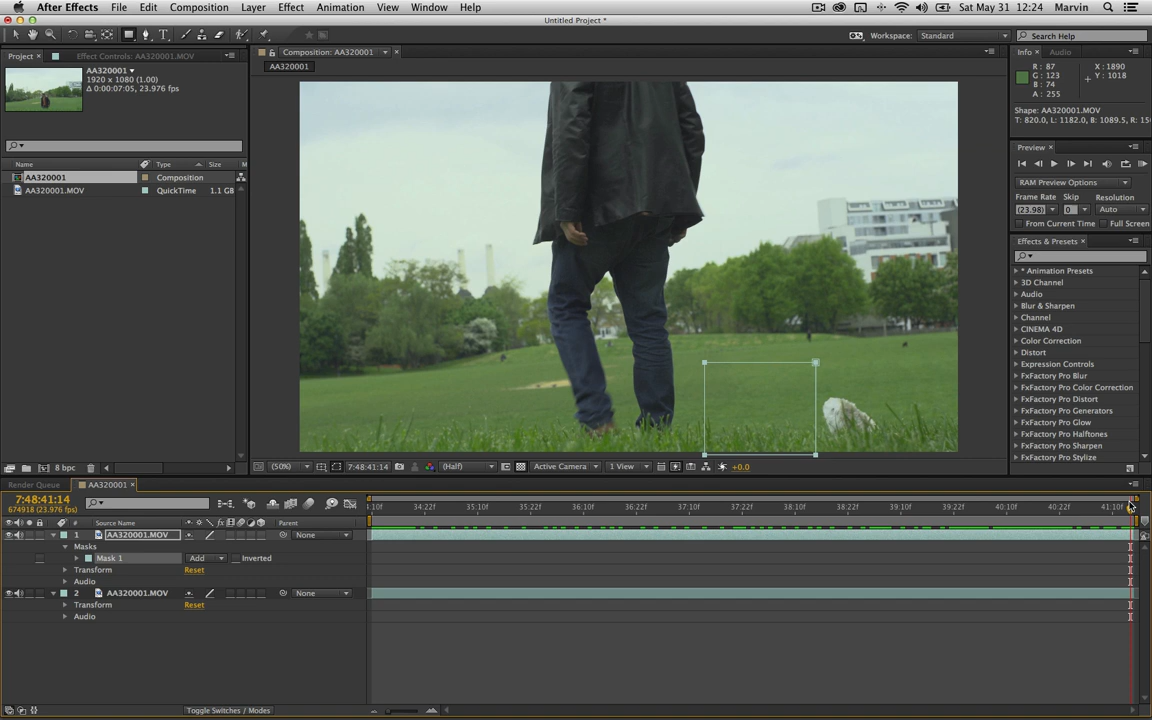 After Effects File Edit Composition Layer Effect Animation View Window Help Sat May 31 12:24 Marvin
Untitled Project *
Workspace: Standard Search Help
Project × Effect Controls: AA320001.MOV
Composition: AA320001 ×
Info × Audio
AA320001
AA320001 ▼
1920 x 1080 (1.00)
Δ 0:00:07:05, 23.976 fps
R: 87
G: 123
B: 74
A: 255
X: 1890
Y: 1018
Shape: AA320001.MOV
T: 820.0, L: 1182.0, B: 1089.5, R: 15
Preview ×
RAM Preview Options
Frame Rate Skip Resolution
(23.98) 0 Auto
From Current Time Full Screen
Name Type Size M
AA320001 Composition
AA320001.MOV QuickTime 1.1 GB
Effects & Presets ×
* Animation Presets
3D Channel
Audio
Blur & Sharpen
Channel
CINEMA 4D
Color Correction
Distort
Expression Controls
FxFactory Pro Blur
FxFactory Pro Color Correction
FxFactory Pro Distort
FxFactory Pro Generators
FxFactory Pro Glow
FxFactory Pro Halftones
FxFactory Pro Sharpen
FxFactory Pro Stylize
8 bpc
(50%) 7:48:41:14 (Half) Active Camera 1 View +0.0
Render Queue AA320001 ×
7:48:41:14
674918 (23.976 fps)
:10f 34:22f 35:10f 35:22f 36:10f 36:22f 37:10f 37:22f 38:10f 38:22f 39:10f 39:22f 40:10f 40:22f 41:10f
# Source Name Parent
1 AA320001.MOV None
Masks
Mask 1 Add Inverted
Transform Reset
Audio
2 AA320001.MOV None
Transform Reset
Audio
Toggle Switches / Modes